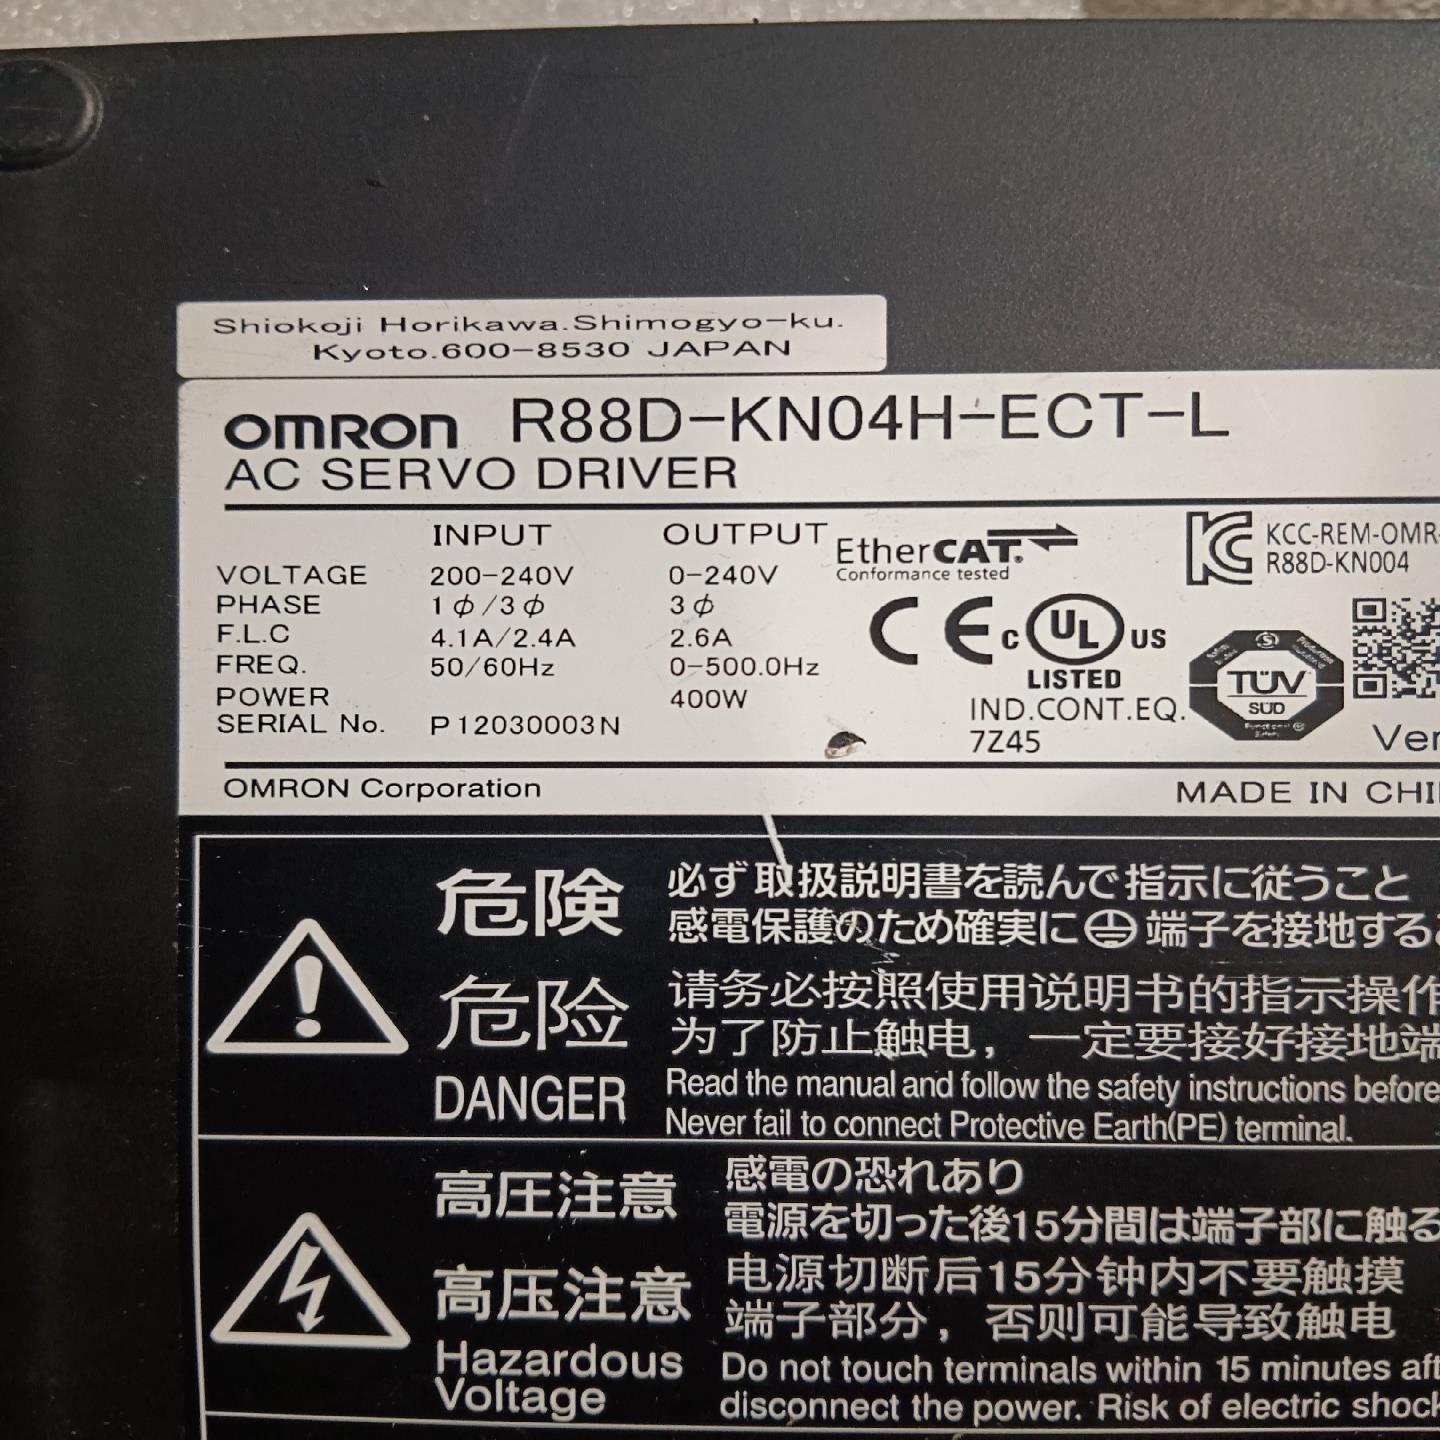 Shiokoji Horikawa.Shimogyo-ku.
Kyoto.600-8530 JAPAN
OMRON R88D-KN04H-ECT-L
AC SERVO DRIVER
INPUT OUTPUT
VOLTAGE 200-240V 0-240V
PHASE 1ϕ/3ϕ 3ϕ
F.L.C 4.1A/2.4A 2.6A
FREQ. 50/60Hz 0-500.0Hz
POWER 400W
SERIAL No. P12030003N
EtherCAT.
Conformance tested
KCC-REM-OMR-
R88D-KN004
CE c UL US
LISTED
IND.CONT.EQ.
7Z45
TÜV
SÜD
Ver
OMRON Corporation MADE IN CHI
危険 必ず取扱説明書を読んで指示に従うこと
感電保護のため確実に端子を接地する
危险 请务必按照使用说明书的指示操作
为了防止触电，一定要接好接地端
DANGER Read the manual and follow the safety instructions before
Never fail to connect Protective Earth(PE) terminal.
高圧注意 感電の恐れあり
電源を切った後15分間は端子部に触る
高压注意 电源切断后15分钟内不要触摸
端子部分，否则可能导致触电
Hazardous Do not touch terminals within 15 minutes aft
Voltage disconnect the power. Risk of electric shock